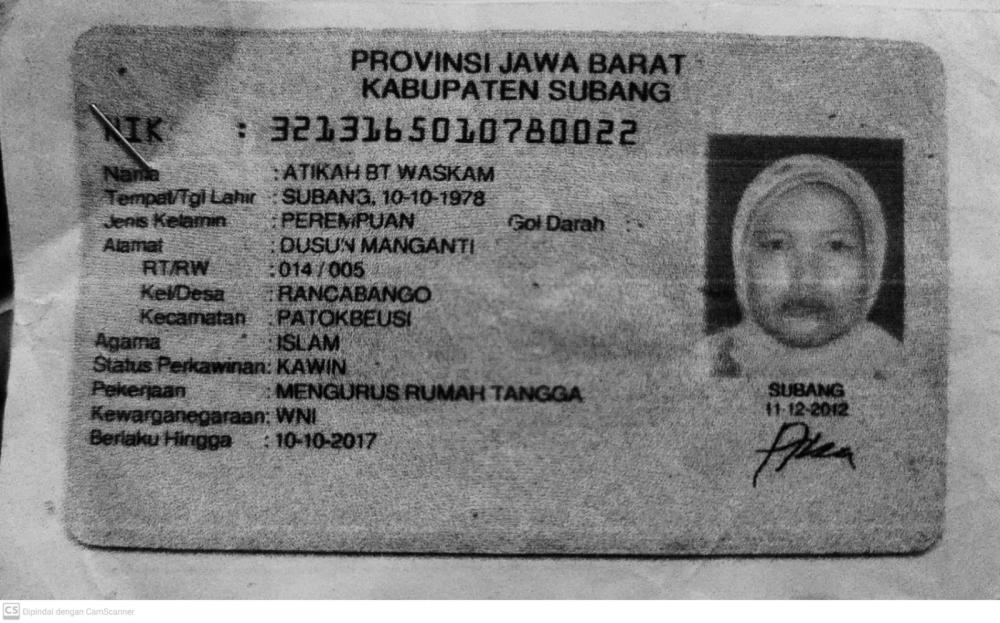 PROVINSI JAWA BARAT
KABUPATEN SUBANG
NIK : 3213165010780022
Nama : ATIKAH BT WASKAM
Tempat/Tgl Lahir : SUBANG, 10-10-1978
Jenis Kelamin : PEREMPUAN Gol Darah : -
Alamat : DUSUN MANGANTI
RT/RW : 014 / 005
Kel/Desa : RANCABANGO
Kecamatan : PATOKBEUSI
Agama : ISLAM
Status Perkawinan: KAWIN
Pekerjaan : MENGURUS RUMAH TANGGA
Kewarganegaraan: WNI
Berlaku Hingga : 10-10-2017
SUBANG
11-12-2012
CS Dipindai dengan CamScanner